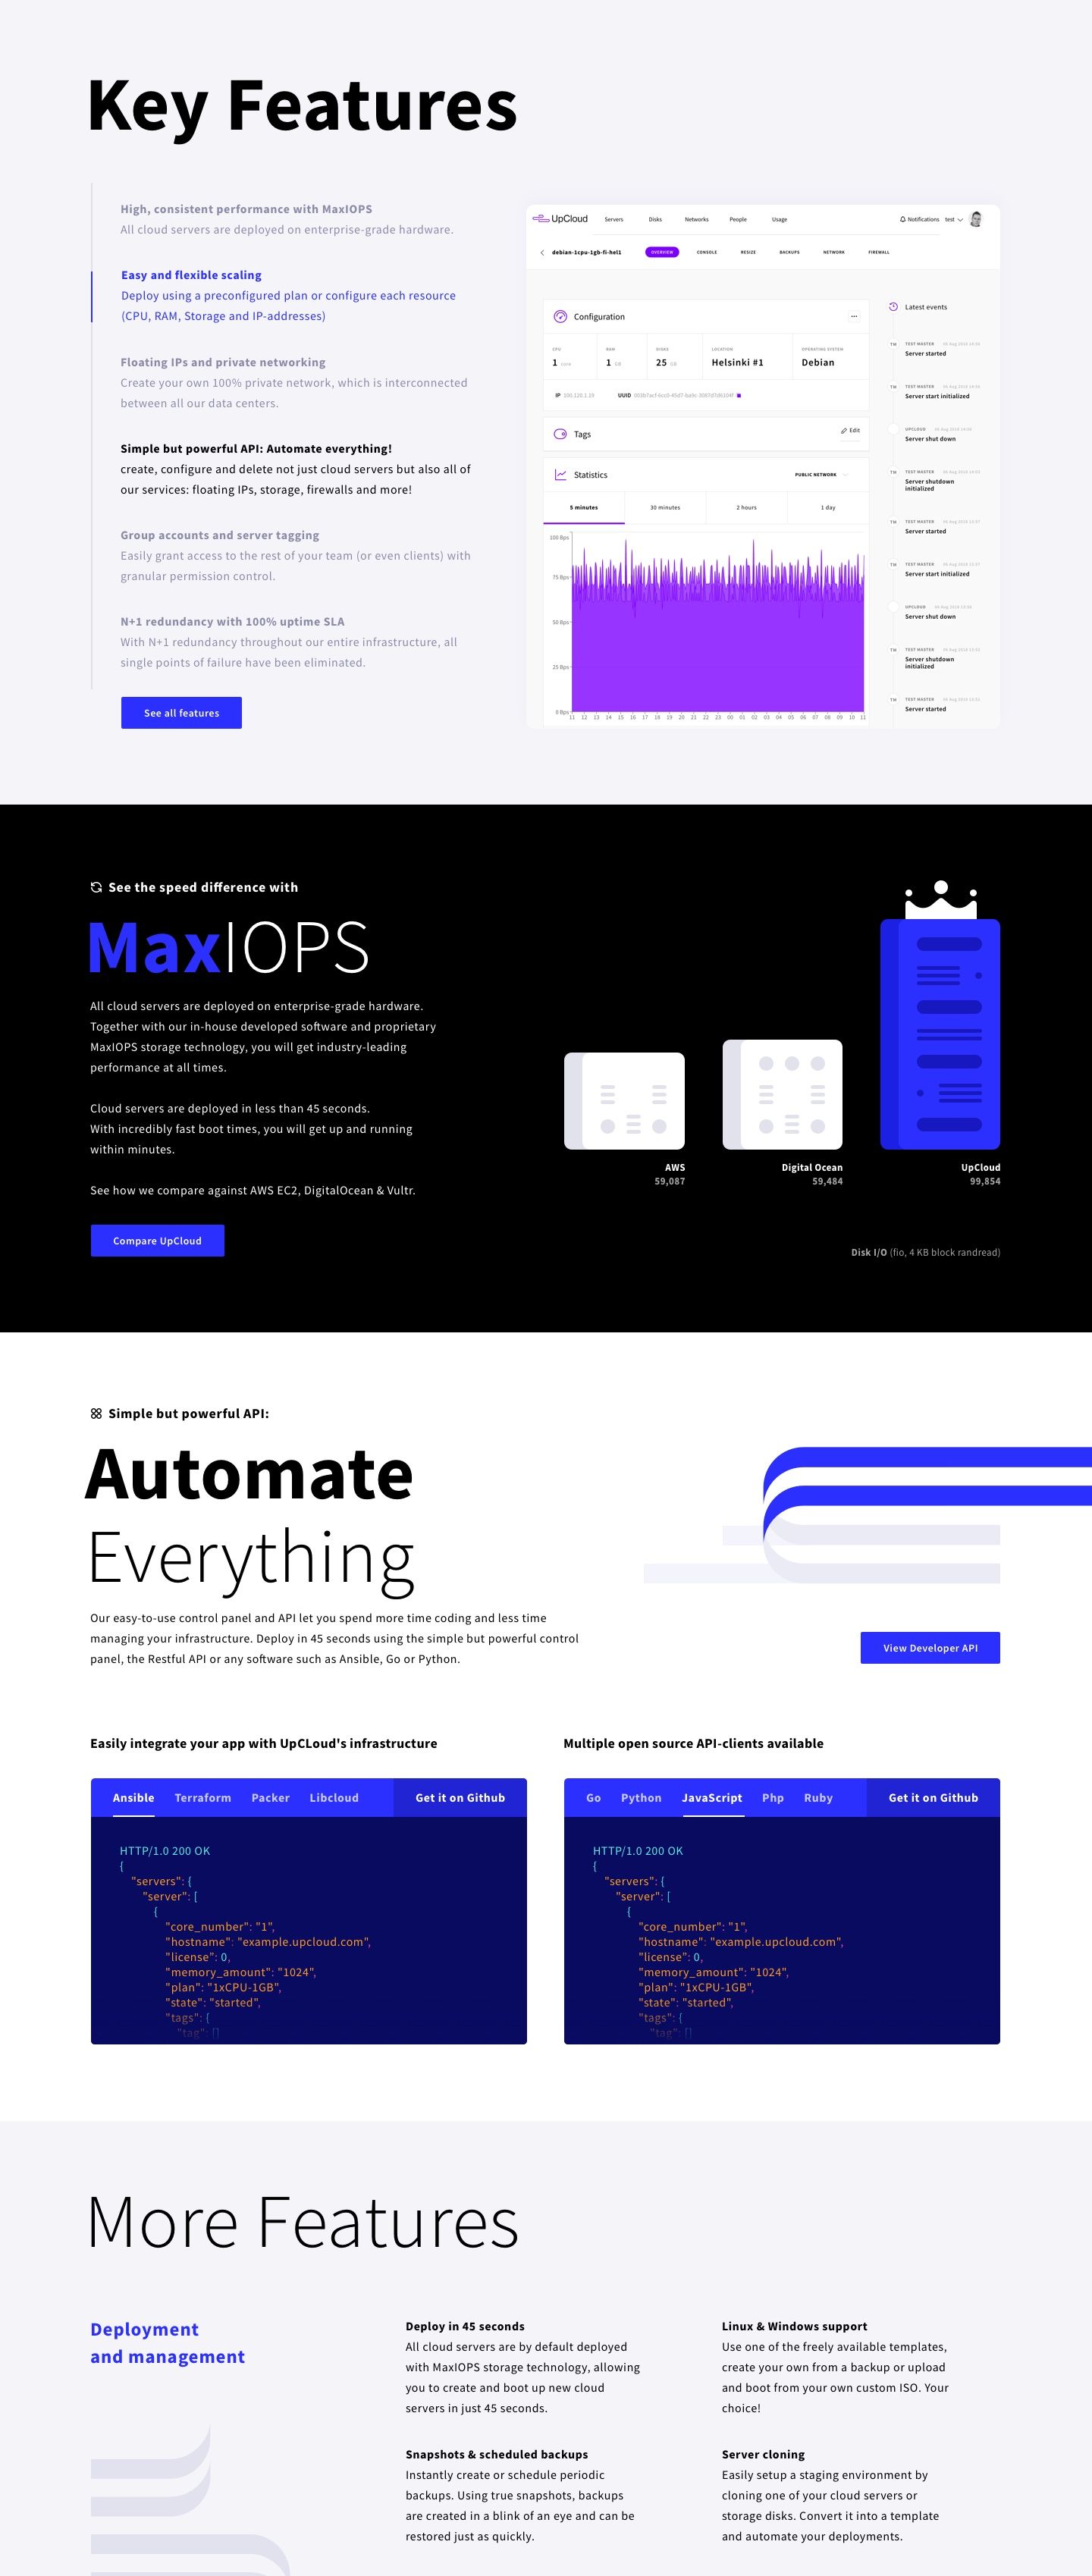 Key Features
High, consistent performance with MaxIOPS
All cloud servers are deployed on enterprise-grade hardware.
Easy and flexible scaling
Deploy using a preconfigured plan or configure each resource
(CPU, RAM, Storage and IP-addresses)
Floating IPs and private networking
Create your own 100% private network, which is interconnected
between all our data centers.
Simple but powerful API: Automate everything!
create, configure and delete not just cloud servers but also all of
our services: floating IPs, storage, firewalls and more!
Group accounts and server tagging
Easily grant access to the rest of your team (or even clients) with
granular permission control.
N+1 redundancy with 100% uptime SLA
With N+1 redundancy throughout our entire infrastructure, all
single points of failure have been eliminated.
See all features
UpCloud Servers Disks Networks People Usage Notifications test
debian-1cpu-1gb-fi-hel1 OVERVIEW CONSOLE RESIZE BACKUPS NETWORK FIREWALL
Configuration
CPU RAM DISKS LOCATION OPERATING SYSTEM
1 core 1 GB 25 GB Helsinki #1 Debian
IP UUID
Tags Edit
Statistics PUBLIC NETWORK
5 minutes 30 minutes 2 hours 1 day
100 Bps
75 Bps
50 Bps
25 Bps
0 Bps
11 12 13 14 15 16 17 18 19 20 21 22 23 00 01 02 03 04 05 06 07 08 09 10 11
Latest events
TM TEST MASTER
Server started
TM TEST MASTER
Server start initialized
UPCLOUD
Server shut down
TM TEST MASTER
Server shutdown
initialized
TM TEST MASTER
Server started
TM TEST MASTER
Server start initialized
UPCLOUD
Server shut down
TM TEST MASTER
Server shutdown
initialized
TM TEST MASTER
Server started
See the speed difference with
MaxIOPS
All cloud servers are deployed on enterprise-grade hardware.
Together with our in-house developed software and proprietary
MaxIOPS storage technology, you will get industry-leading
performance at all times.
Cloud servers are deployed in less than 45 seconds.
With incredibly fast boot times, you will get up and running
within minutes.
See how we compare against AWS EC2, DigitalOcean & Vultr.
Compare UpCloud
AWS
59,087
Digital Ocean
59,484
UpCloud
99,854
Disk I/O (fio, 4 KB block randread)
Simple but powerful API:
Automate
Everything
Our easy-to-use control panel and API let you spend more time coding and less time
managing your infrastructure. Deploy in 45 seconds using the simple but powerful control
panel, the Restful API or any software such as Ansible, Go or Python.
View Developer API
Easily integrate your app with UpCLoud's infrastructure
Ansible Terraform Packer Libcloud Get it on Github
HTTP/1.0 200 OK
{
"servers": {
"server": [
{
"core_number": "1",
"hostname": "example.upcloud.com",
"license": 0,
"memory_amount": "1024",
"plan": "1xCPU-1GB",
"state": "started",
"tags": {
"tag": []
Multiple open source API-clients available
Go Python JavaScript Php Ruby Get it on Github
HTTP/1.0 200 OK
{
"servers": {
"server": [
{
"core_number": "1",
"hostname": "example.upcloud.com",
"license": 0,
"memory_amount": "1024",
"plan": "1xCPU-1GB",
"state": "started",
"tags": {
"tag": []
More Features
Deployment
and management
Deploy in 45 seconds
All cloud servers are by default deployed
with MaxIOPS storage technology, allowing
you to create and boot up new cloud
servers in just 45 seconds.
Linux & Windows support
Use one of the freely available templates,
create your own from a backup or upload
and boot from your own custom ISO. Your
choice!
Snapshots & scheduled backups
Instantly create or schedule periodic
backups. Using true snapshots, backups
are created in a blink of an eye and can be
restored just as quickly.
Server cloning
Easily setup a staging environment by
cloning one of your cloud servers or
storage disks. Convert it into a template
and automate your deployments.